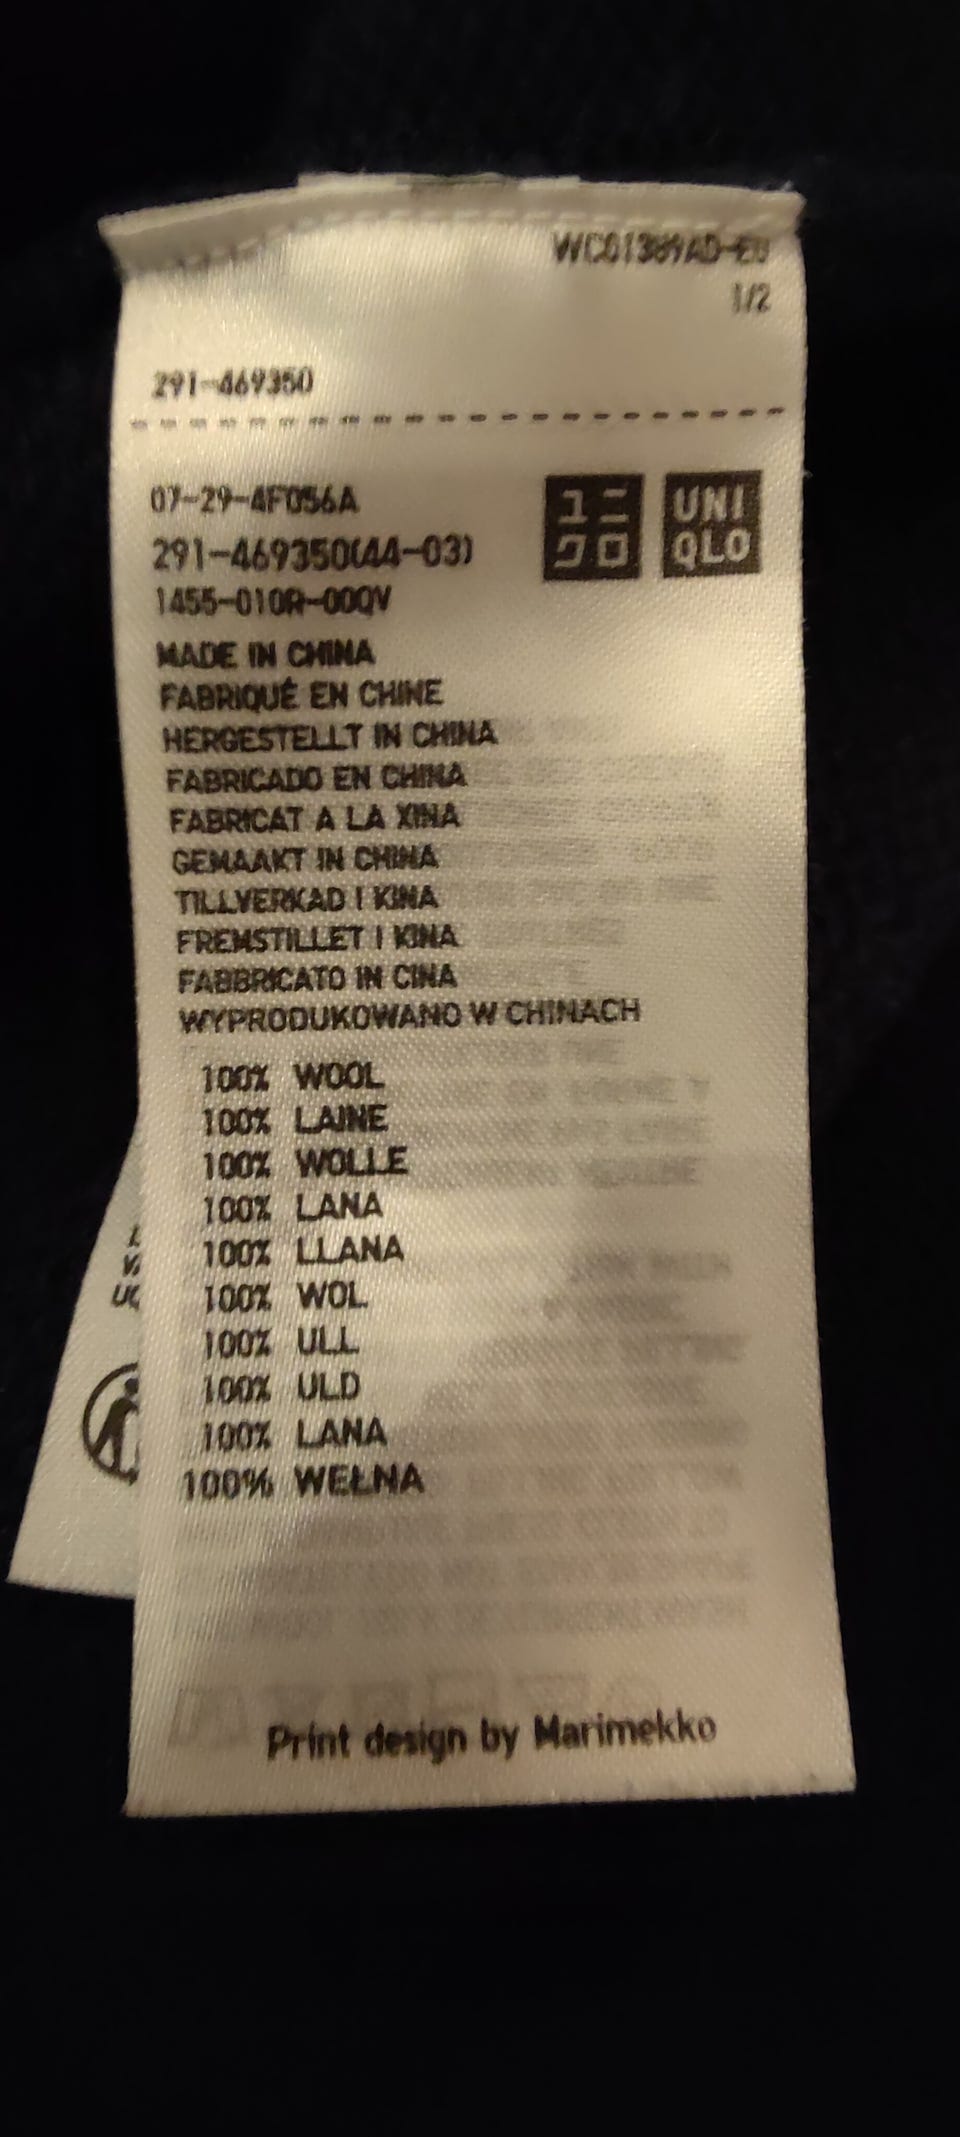 WC01389AD-EU
1/2
291-469350
07-29-4F056A
291-469350(44-03)
1455-010R-00QV
ユニ
クロ
UNI
QLO
MADE IN CHINA
FABRIQUÉ EN CHINE
HERGESTELLT IN CHINA
FABRICADO EN CHINA
FABRICAT A LA XINA
GEMAAKT IN CHINA
TILLVERKAD I KINA
FREMSTILLET I KINA
FABBRICATO IN CINA
WYPRODUKOWANO W CHINACH
100% WOOL
100% LAINE
100% WOLLE
100% LANA
100% LLANA
100% WOL
100% ULL
100% ULD
100% LANA
100% WEŁNA
Print design by Marimekko